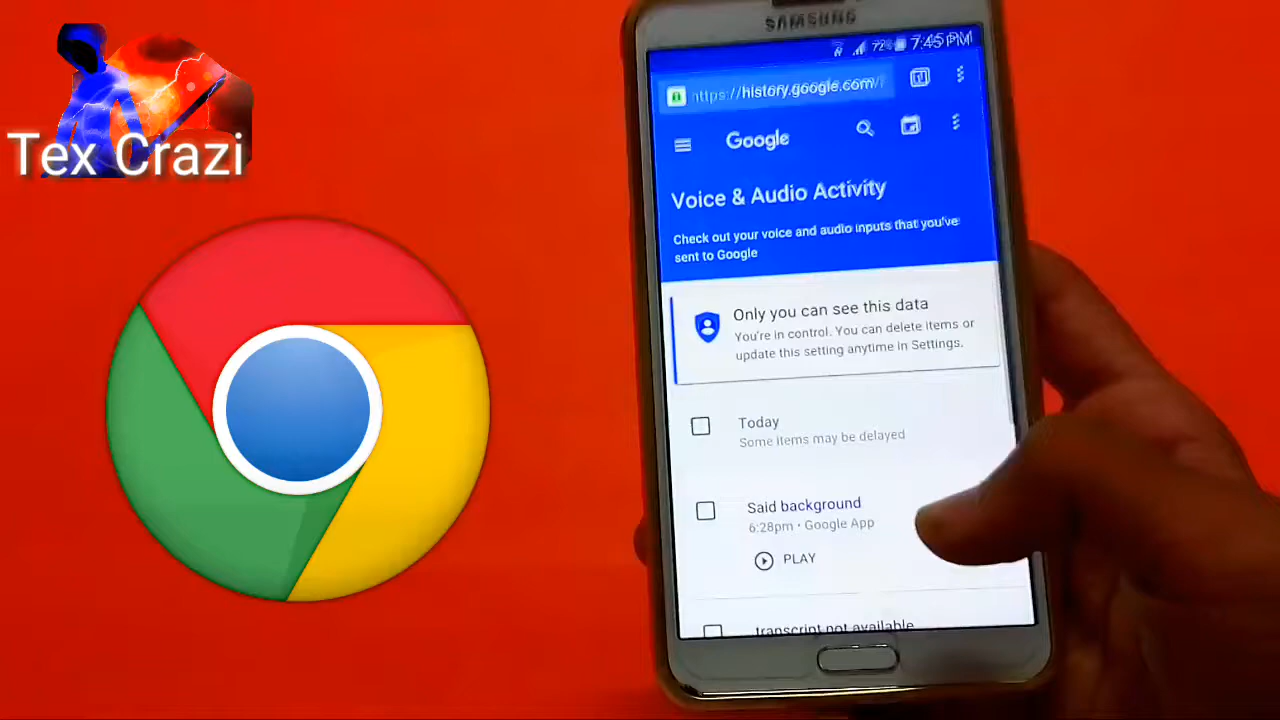 Tex Crazi
SAMSUNG
72% 7:45 PM
https://history.google.com/
Google
Voice & Audio Activity
Check out your voice and audio inputs that you've
sent to Google
Only you can see this data
You're in control. You can delete items or
update this setting anytime in Settings.
Today
Some items may be delayed
Said background
6:28pm • Google App
PLAY
transcript not available